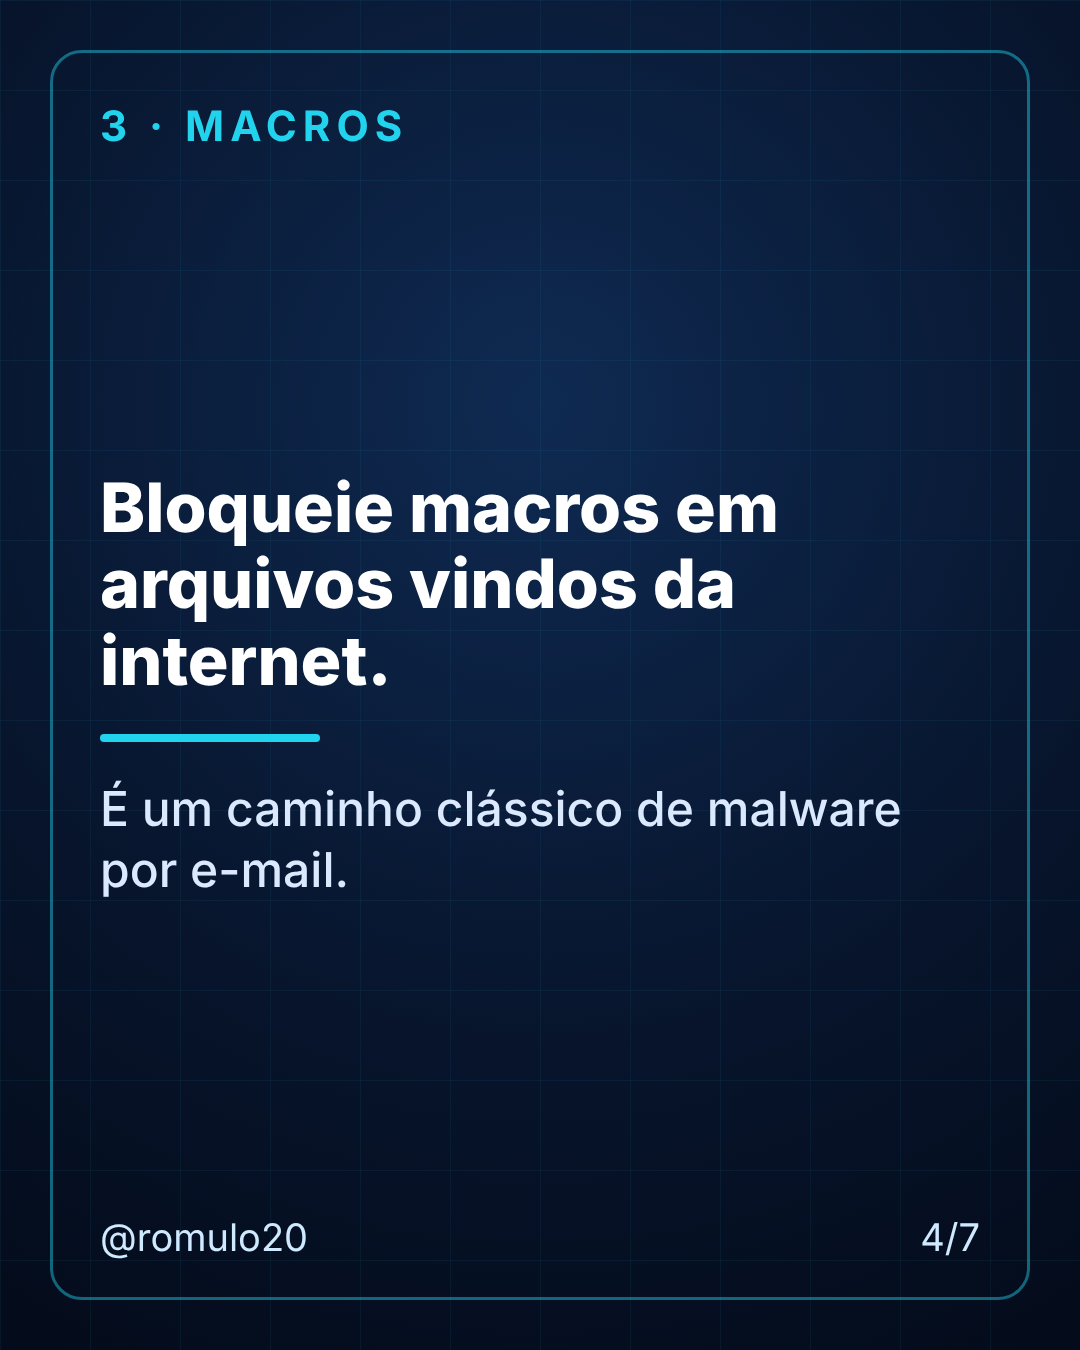 3 · MACROS
Bloqueie macros em
arquivos vindos da
internet.
É um caminho clássico de malware
por e-mail.
@romulo20
4/7